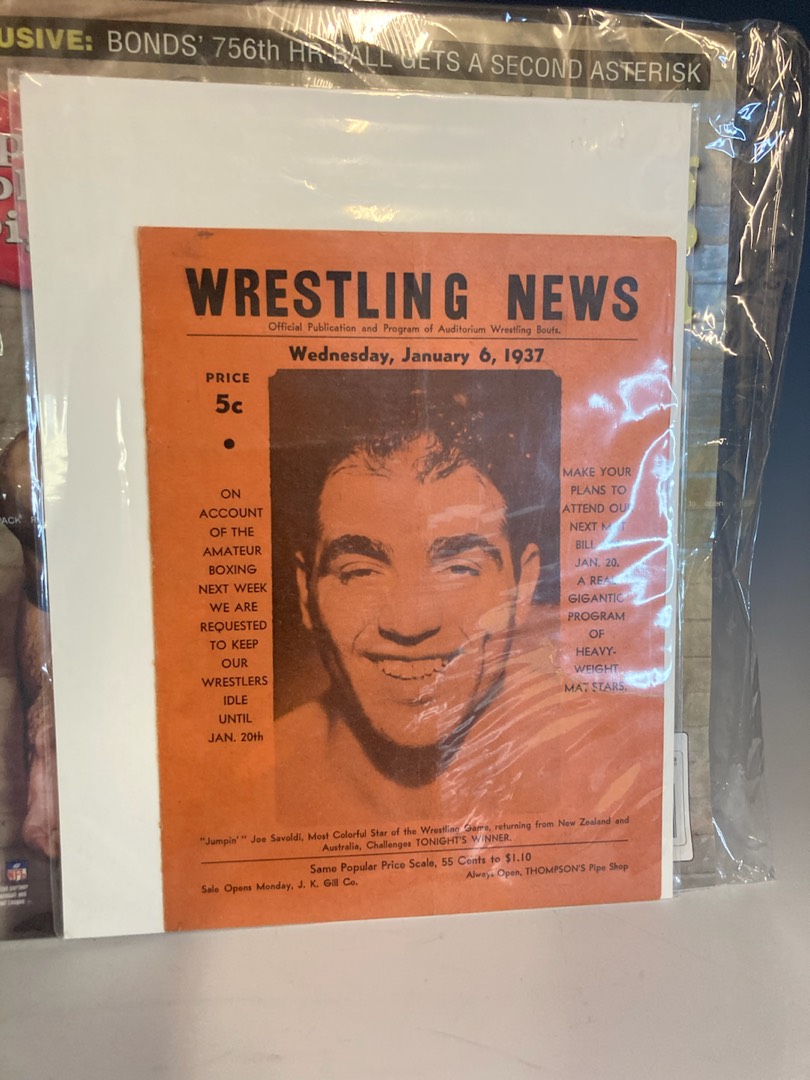 USIVE: BONDS' 756th HR BALL GETS A SECOND ASTERISK
WRESTLING NEWS
Official Publication and Program of Auditorium Wrestling Bouts.
Wednesday, January 6, 1937
PRICE
5c
ON
ACCOUNT
OF THE
AMATEUR
BOXING
NEXT WEEK
WE ARE
REQUESTED
TO KEEP
OUR
WRESTLERS
IDLE
UNTIL
JAN. 20th
MAKE YOUR
PLANS TO
ATTEND OUR
NEXT MAT
BILL
JAN. 20.
A REAL
GIGANTIC
PROGRAM
OF
HEAVY-
WEIGHT
MAT STARS.
"Jumpin'" Joe Savoldi, Most Colorful Star of the Wrestling Game, returning from New Zealand and
Australia, Challenges TONIGHT'S WINNER.
Same Popular Price Scale, 55 Cents to $1.10
Sale Opens Monday, J. K. Gill Co.
Always Open, THOMPSON'S Pipe Shop
PACK
NFL